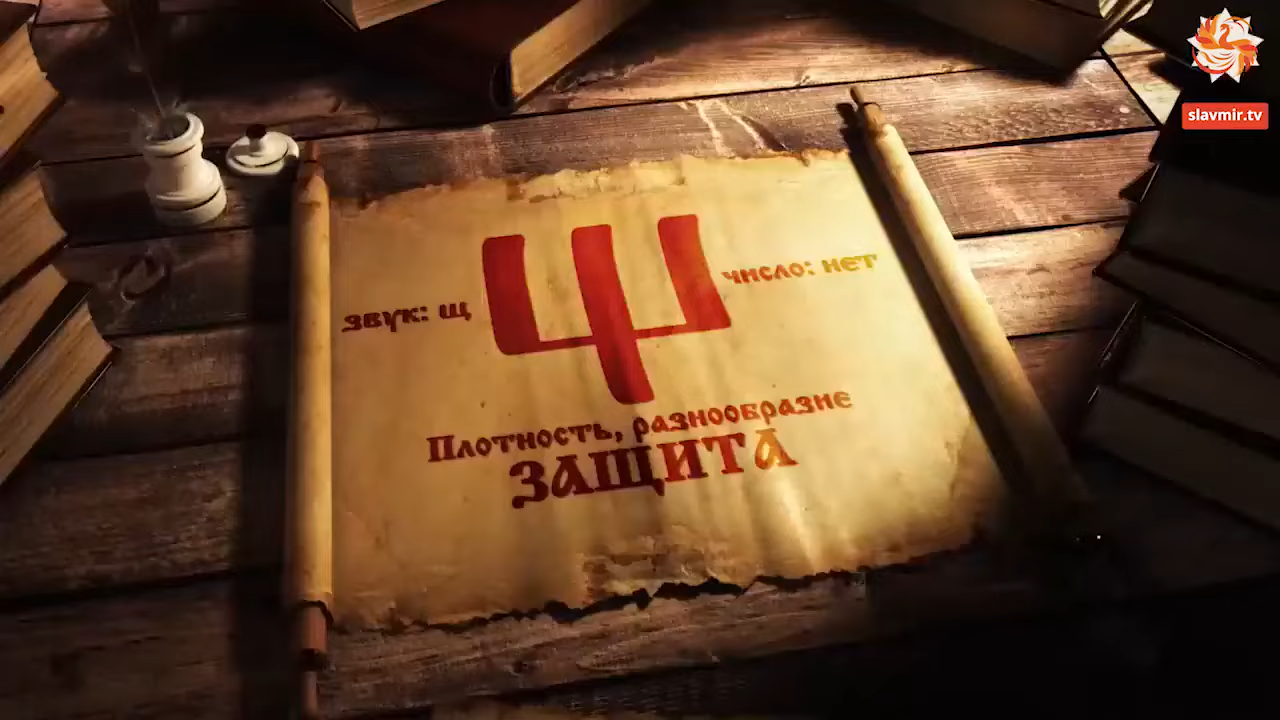 slavmir.tv
Щ
звук: щ
число: нет
Плотность, разнообразие
ЗАЩИТА